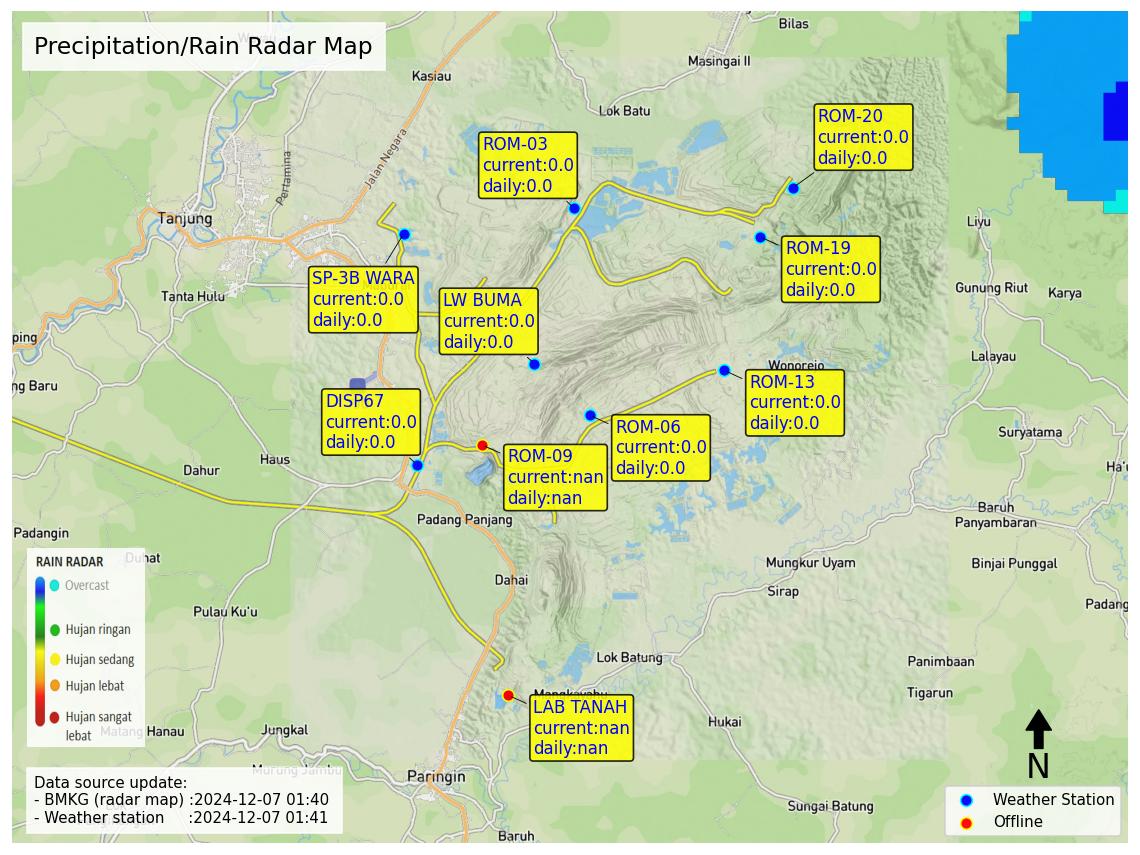 Precipitation/Rain Radar Map
Bilas
Masingai II
Kasiau
Lok Batu
Jalan Negara
Pertamina
Tanjung
Tanta Hulu
ping
ng Baru
Liyu
Gunung Riut
Karya
Lalayau
Wonorejo
Suryatama
Ha'u
Baruh
Panyambaran
Binjai Punggal
Padang
Mungkur Uyam
Sirap
Panimbaan
Tigarun
Lok Batung
Hukai
Sungai Batung
Haus
Dahur
Padangin
Duhat
Padang Panjang
Dahai
Pulau Ku'u
Matang Hanau
Jungkal
Murung Jambu
Paringin
Baruh
Mangkayahu
ROM-20
current:0.0
daily:0.0
ROM-03
current:0.0
daily:0.0
ROM-19
current:0.0
daily:0.0
SP-3B WARA
current:0.0
daily:0.0
LW BUMA
current:0.0
daily:0.0
ROM-13
current:0.0
daily:0.0
DISP67
current:0.0
daily:0.0
ROM-06
current:0.0
daily:0.0
ROM-09
current:nan
daily:nan
LAB TANAH
current:nan
daily:nan
RAIN RADAR
Overcast
Hujan ringan
Hujan sedang
Hujan lebat
Hujan sangat
lebat
Data source update:
- BMKG (radar map) :2024-12-07 01:40
- Weather station :2024-12-07 01:41
N
Weather Station
Offline